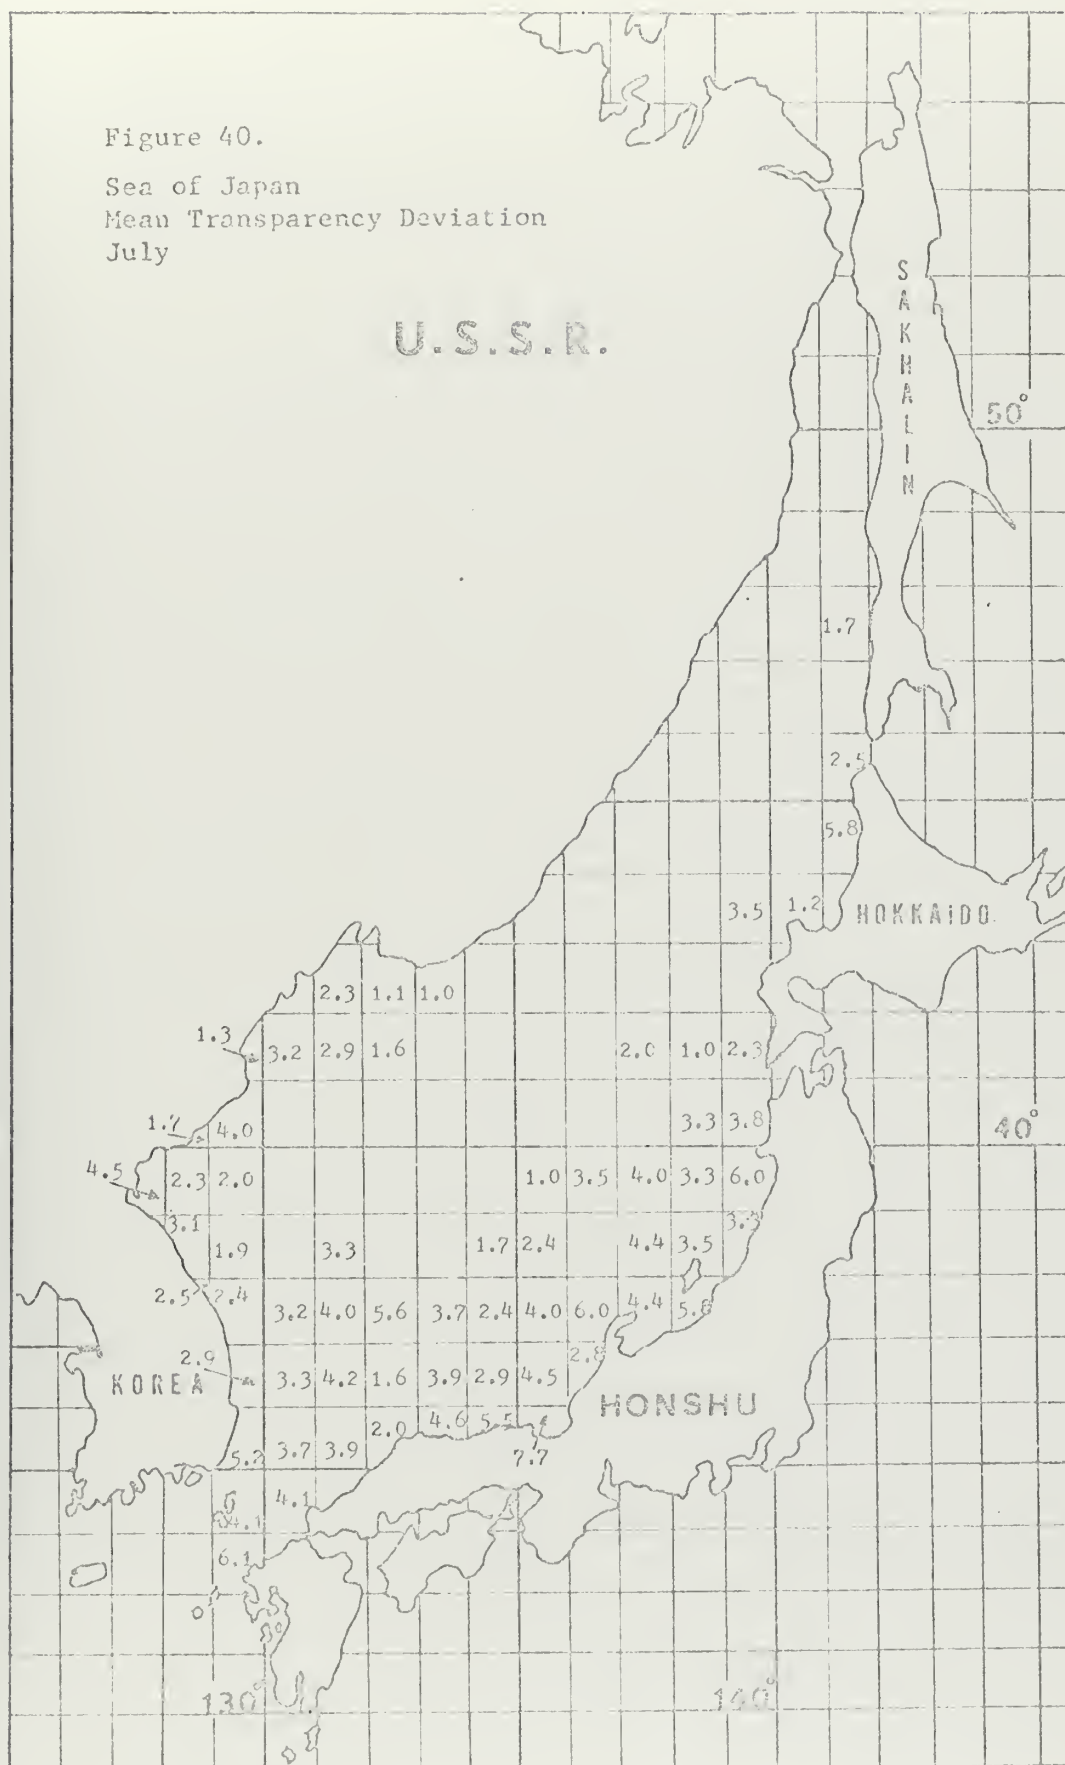 Figure 40.
Sea of Japan
Mean Transparency Deviation
July
U.S.S.R.
SAKHALIN
50°
1.7
2.5
5.8
3.5 1.2 HOKKAIDO
2.3 1.1 1.0
1.3 3.2 2.9 1.6 2.0 1.0 2.3
1.7 4.0 3.3 3.8 40°
4.5 2.3 2.0 1.0 3.5 4.0 3.3 6.0
3.1
1.9 3.3 1.7 2.4 4.4 3.5
2.5 2.4 3.2 4.0 5.6 3.7 2.4 4.0 6.0 4.4 5.8
2.9 3.3 4.2 1.6 3.9 2.9 4.5 2.8
KOREA HONSHU
2.0 4.6 5.5
5.2 3.7 3.9 7.7
4.1
4.1
6.1
130° 140°